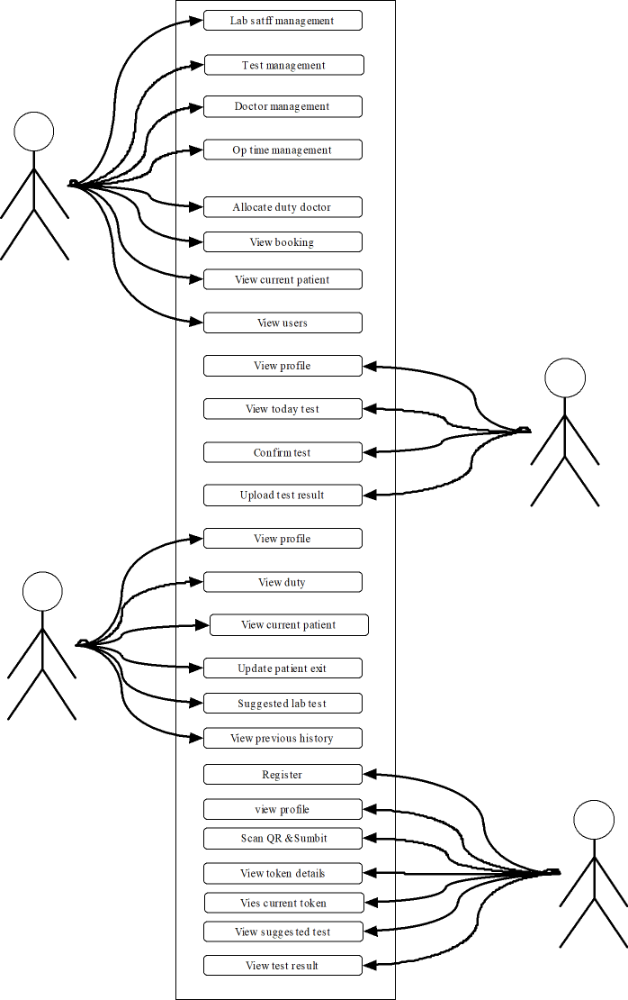 Lab satff management
Test management
Doctor management
Op time management
Allocate duty doctor
View booking
View current patient
View users
View profile
View today test
Confirm test
Upload test result
View profile
View duty
View current patient
Update patient exit
Suggested lab test
View previous history
Register
view profile
Scan QR & Sumbit
View token details
Vies current token
View suggested test
View test result